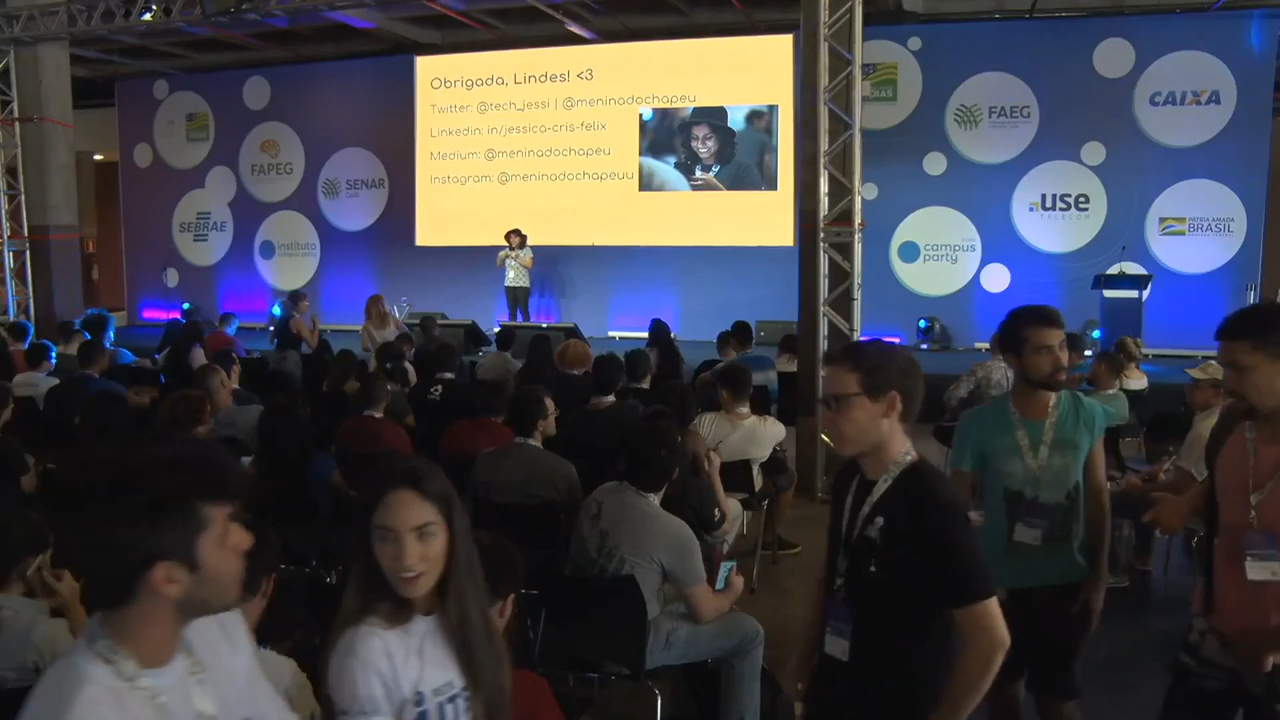 Obrigada, Lindes! <3
Twitter: @tech_jessi | @meninadochapeu
Linkedin: in/jessica-cris-felix
Medium: @meninadochapeu
Instagram: @meninadochapeuu
FAPEG
SENAR
SEBRAE
instituto
campus party
FAEG
CAIXA
use
TELECOM
campus
party
PÁTRIA AMADA
BRASIL